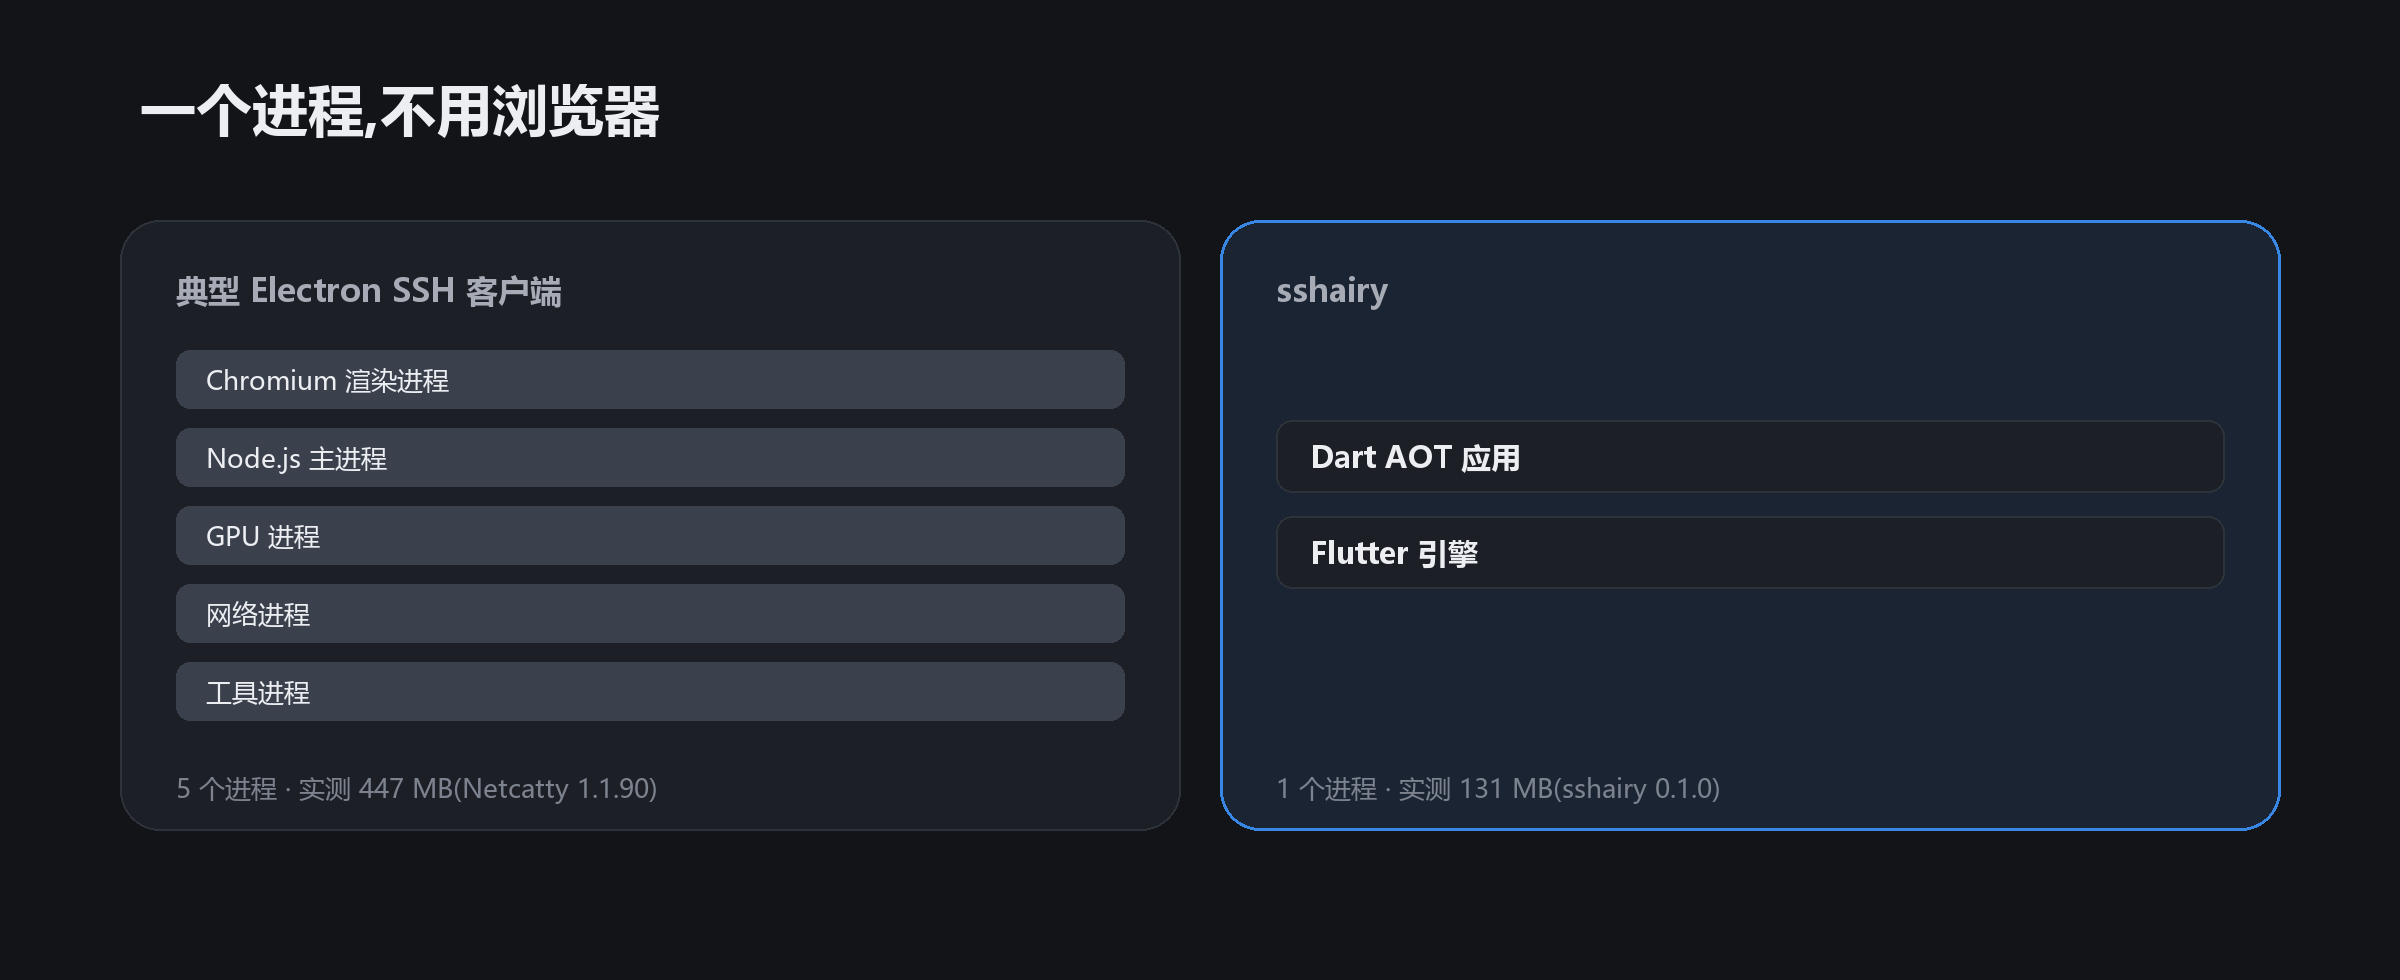 一个进程,不用浏览器
典型 Electron SSH 客户端
Chromium 渲染进程
Node.js 主进程
GPU 进程
网络进程
工具进程
5 个进程 · 实测 447 MB(Netcatty 1.1.90)
sshairy
Dart AOT 应用
Flutter 引擎
1 个进程 · 实测 131 MB(sshairy 0.1.0)